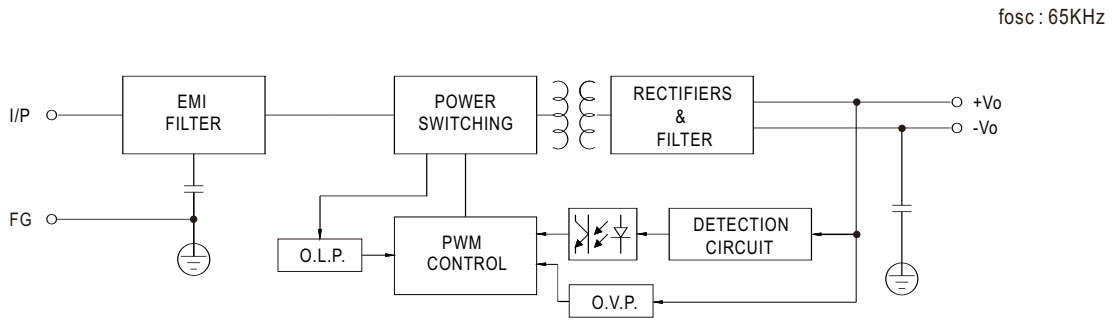 fosc : 65KHz
I/P
EMI
FILTER
POWER
SWITCHING
RECTIFIERS
&
FILTER
+Vo
-Vo
FG
O.L.P.
PWM
CONTROL
DETECTION
CIRCUIT
O.V.P.